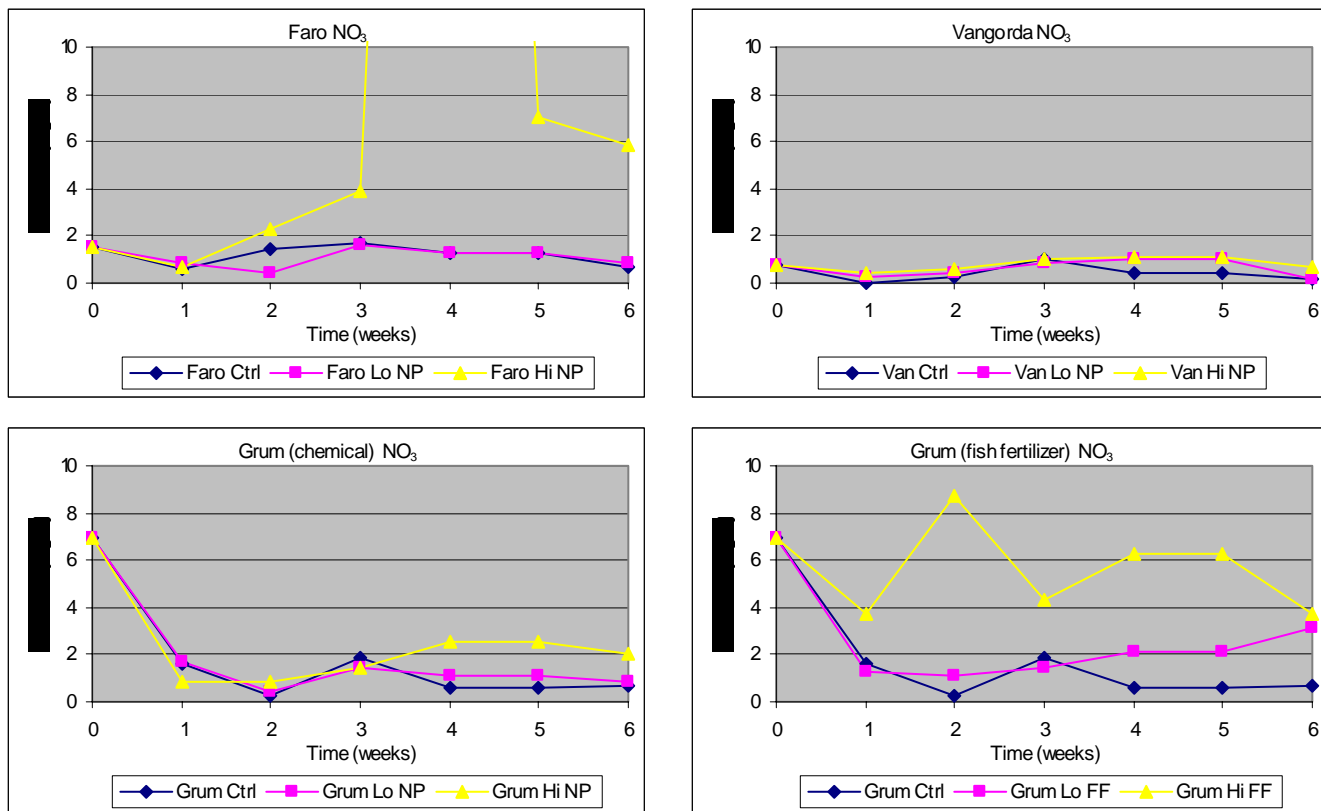 Faro NO₃
10
8
6
4
2
0
0 1 2 3 4 5 6
Time (weeks)
Faro Ctrl Faro Lo NP Faro Hi NP
Vangorda NO₃
10
8
6
4
2
0
0 1 2 3 4 5 6
Time (weeks)
Van Ctrl Van Lo NP Van Hi NP
Grum (chemical) NO₃
10
8
6
4
2
0
0 1 2 3 4 5 6
Time (weeks)
Grum Ctrl Grum Lo NP Grum Hi NP
Grum (fish fertilizer) NO₃
10
8
6
4
2
0
0 1 2 3 4 5 6
Time (weeks)
Grum Ctrl Grum Lo FF Grum Hi FF